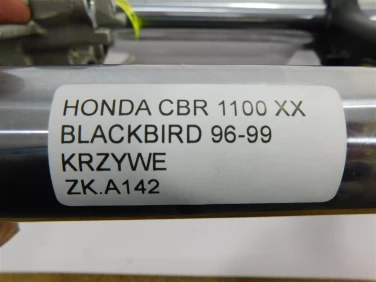 HONDA CBR 1100 XX
BLACKBIRD 96-99
KRZYWE
ZK.A142